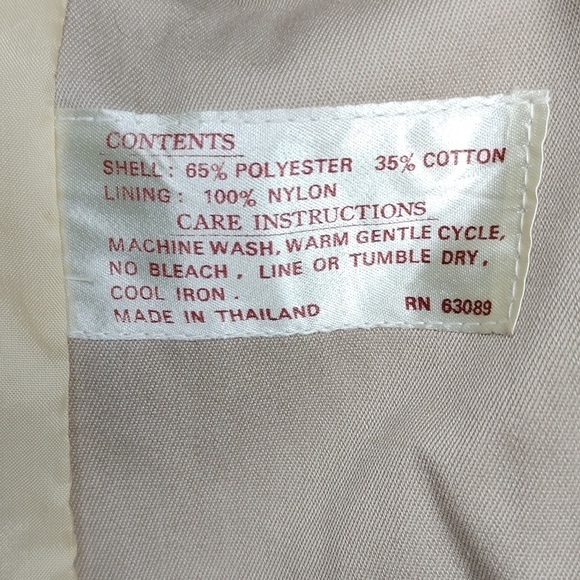 CONTENTS
SHELL: 65% POLYESTER 35% COTTON
LINING: 100% NYLON
CARE INSTRUCTIONS
MACHINE WASH, WARM GENTLE CYCLE,
NO BLEACH. LINE OR TUMBLE DRY.
COOL IRON.
MADE IN THAILAND RN 63089